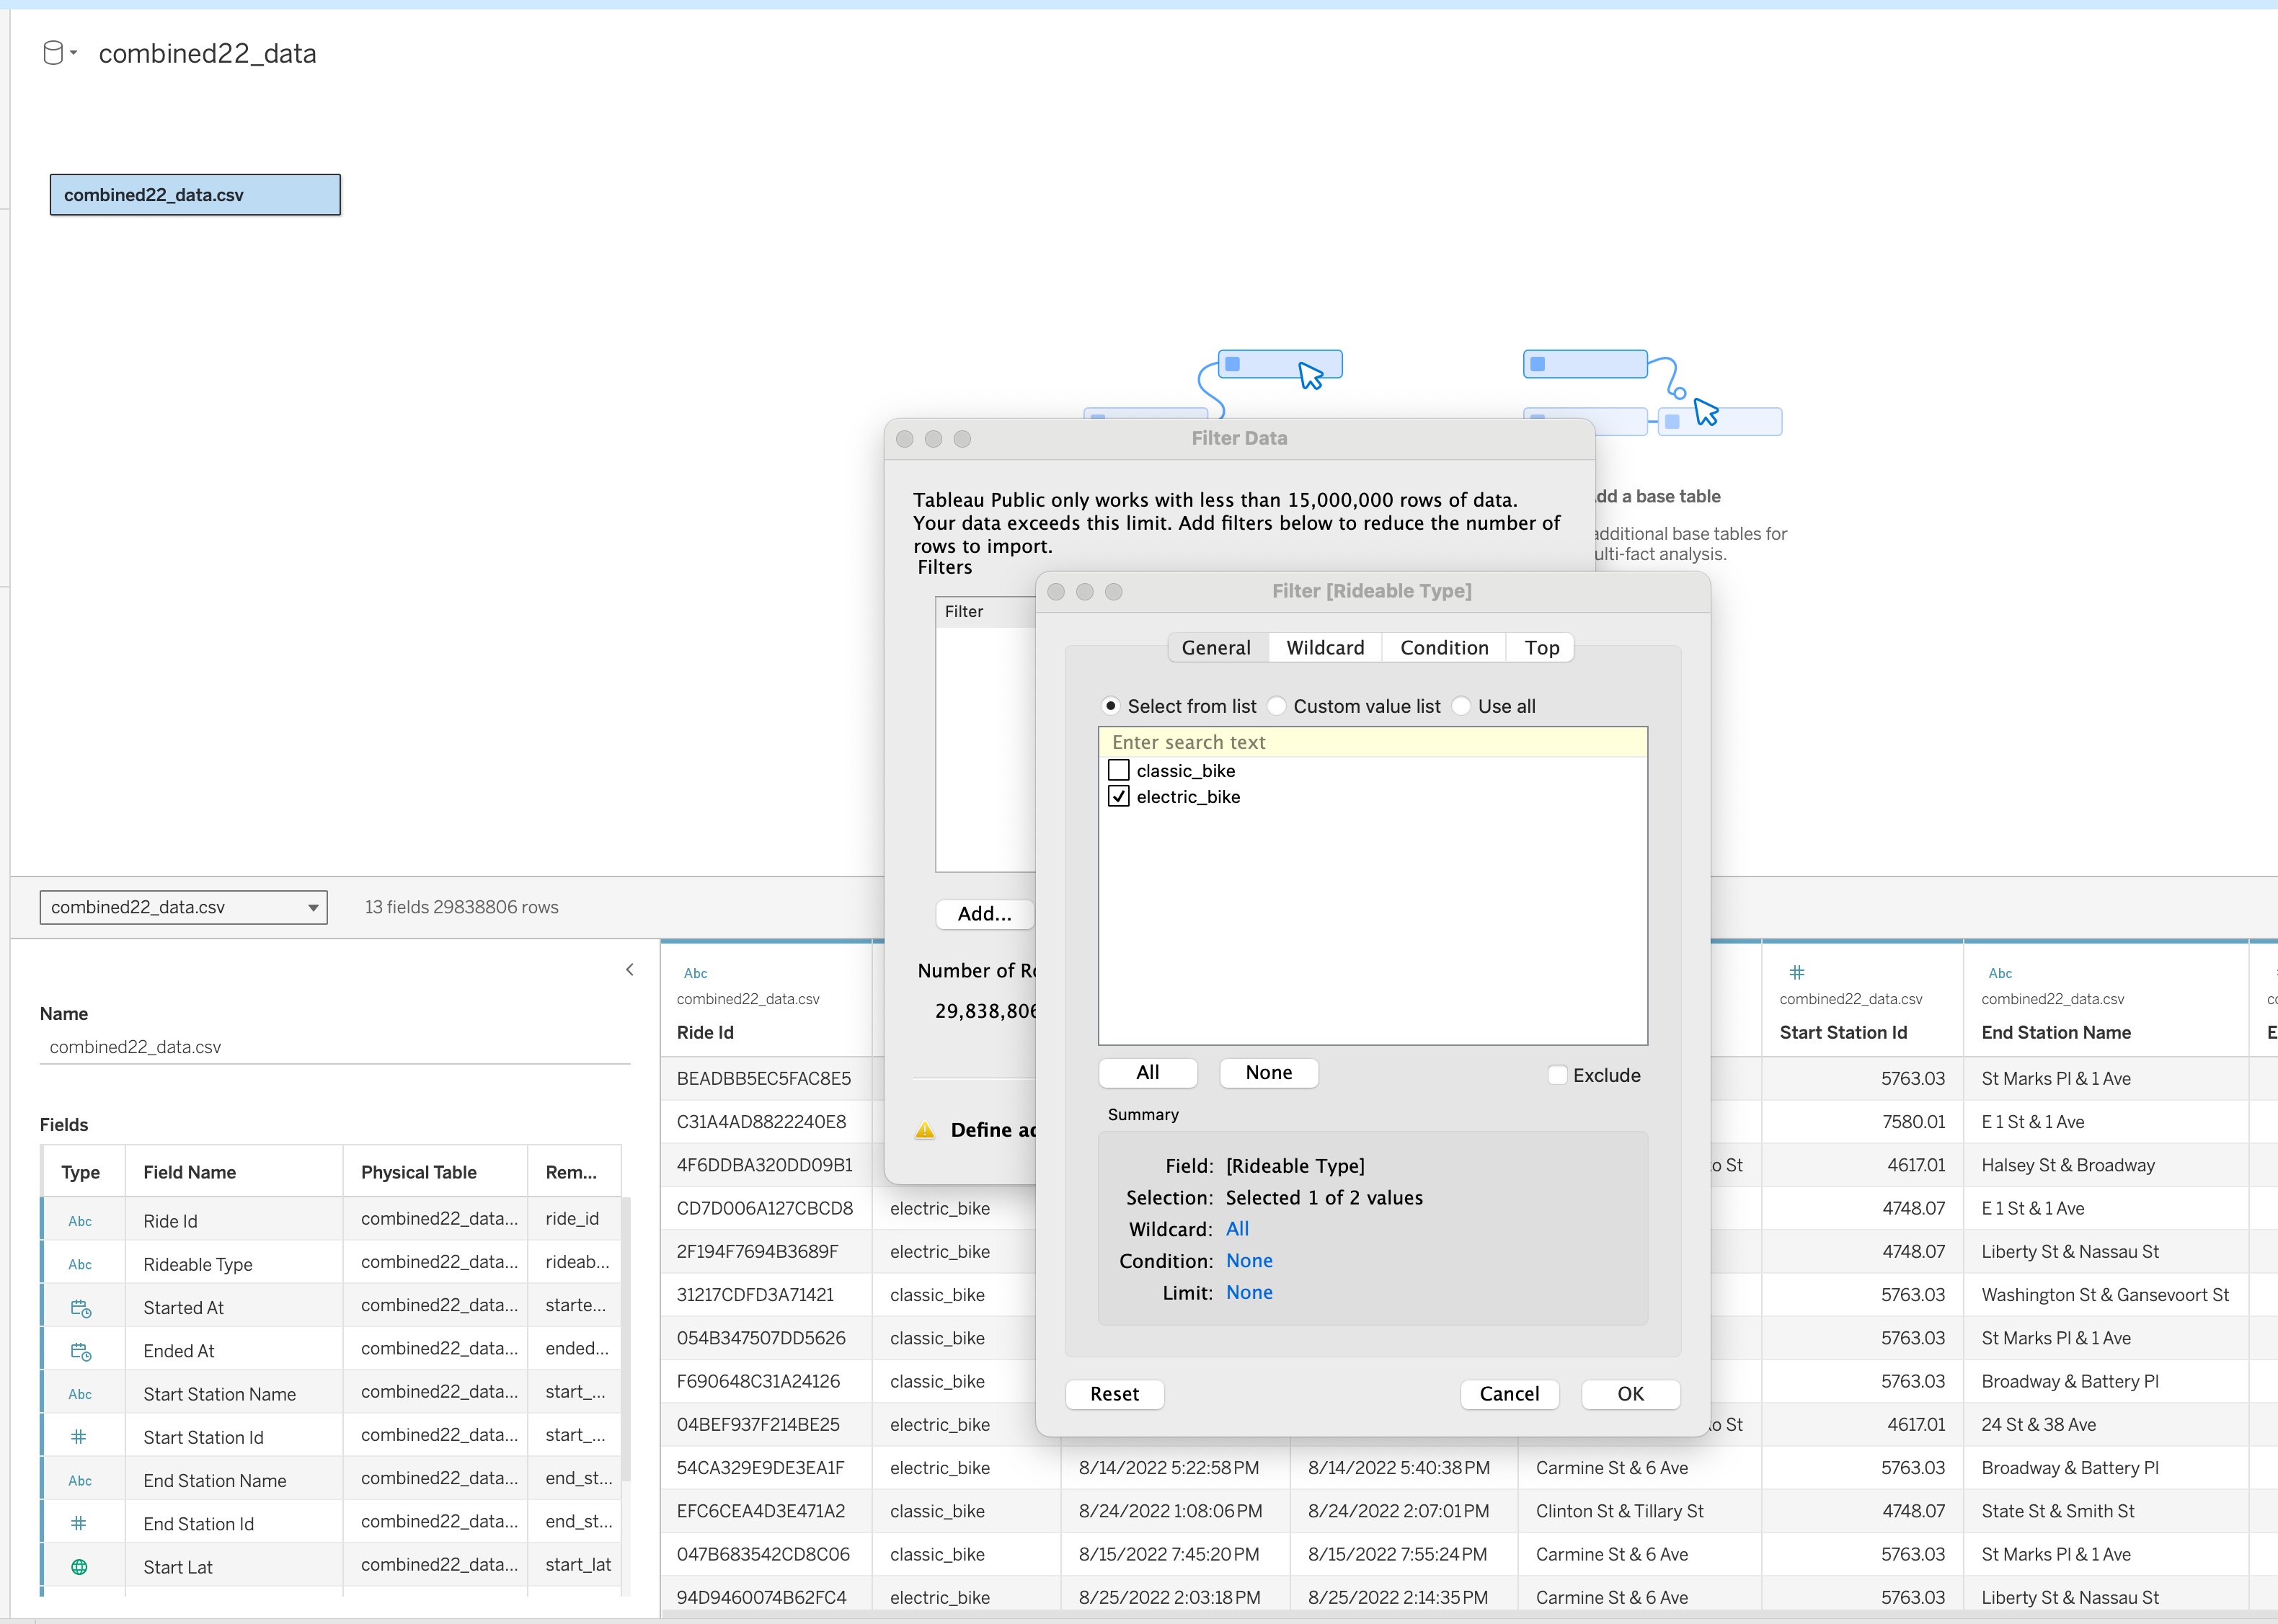 combined22_data
combined22_data.csv
Filter Data
Tableau Public only works with less than 15,000,000 rows of data.
Your data exceeds this limit. Add filters below to reduce the number of
rows to import.
Filters
Filter
Add...
Number of
29,838,806
Define
dd a base table
additional base tables for
ulti-fact analysis.
Filter [Rideable Type]
General Wildcard Condition Top
Select from list Custom value list Use all
Enter search text
classic_bike
electric_bike
All None Exclude
Summary
Field: [Rideable Type]
Selection: Selected 1 of 2 values
Wildcard: All
Condition: None
Limit: None
Reset Cancel OK
combined22_data.csv 13 fields 29838806 rows
Name
combined22_data.csv
Fields
Type Field Name Physical Table Rem...
Abc Ride Id combined22_data... ride_id
Abc Rideable Type combined22_data... rideab...
Started At combined22_data... starte...
Ended At combined22_data... ended...
Abc Start Station Name combined22_data... start_...
# Start Station Id combined22_data... start_...
Abc End Station Name combined22_data... end_st...
# End Station Id combined22_data... end_st...
Start Lat combined22_data... start_lat
Abc # Abc
combined22_data.csv combined22_data.csv combined22_data.csv
Ride Id Start Station Id End Station Name
BEADBB5EC5FAC8E5 5763.03 St Marks Pl & 1 Ave
C31A4AD8822240E8 7580.01 E 1 St & 1 Ave
4F6DDBA320DD09B1 o St 4617.01 Halsey St & Broadway
CD7D006A127CBCD8 electric_bike 4748.07 E 1 St & 1 Ave
2F194F7694B3689F electric_bike 4748.07 Liberty St & Nassau St
31217CDFD3A71421 classic_bike 5763.03 Washington St & Gansevoort St
054B347507DD5626 classic_bike 5763.03 St Marks Pl & 1 Ave
F690648C31A24126 classic_bike 5763.03 Broadway & Battery Pl
04BEF937F214BE25 electric_bike o St 4617.01 24 St & 38 Ave
54CA329E9DE3EA1F electric_bike 8/14/2022 5:22:58 PM 8/14/2022 5:40:38 PM Carmine St & 6 Ave 5763.03 Broadway & Battery Pl
EFC6CEA4D3E471A2 classic_bike 8/24/2022 1:08:06 PM 8/24/2022 2:07:01 PM Clinton St & Tillary St 4748.07 State St & Smith St
047B683542CD8C06 classic_bike 8/15/2022 7:45:20 PM 8/15/2022 7:55:24 PM Carmine St & 6 Ave 5763.03 St Marks Pl & 1 Ave
94D9460074B62FC4 electric_bike 8/25/2022 2:03:18 PM 8/25/2022 2:14:35 PM Carmine St & 6 Ave 5763.03 Liberty St & Nassau St